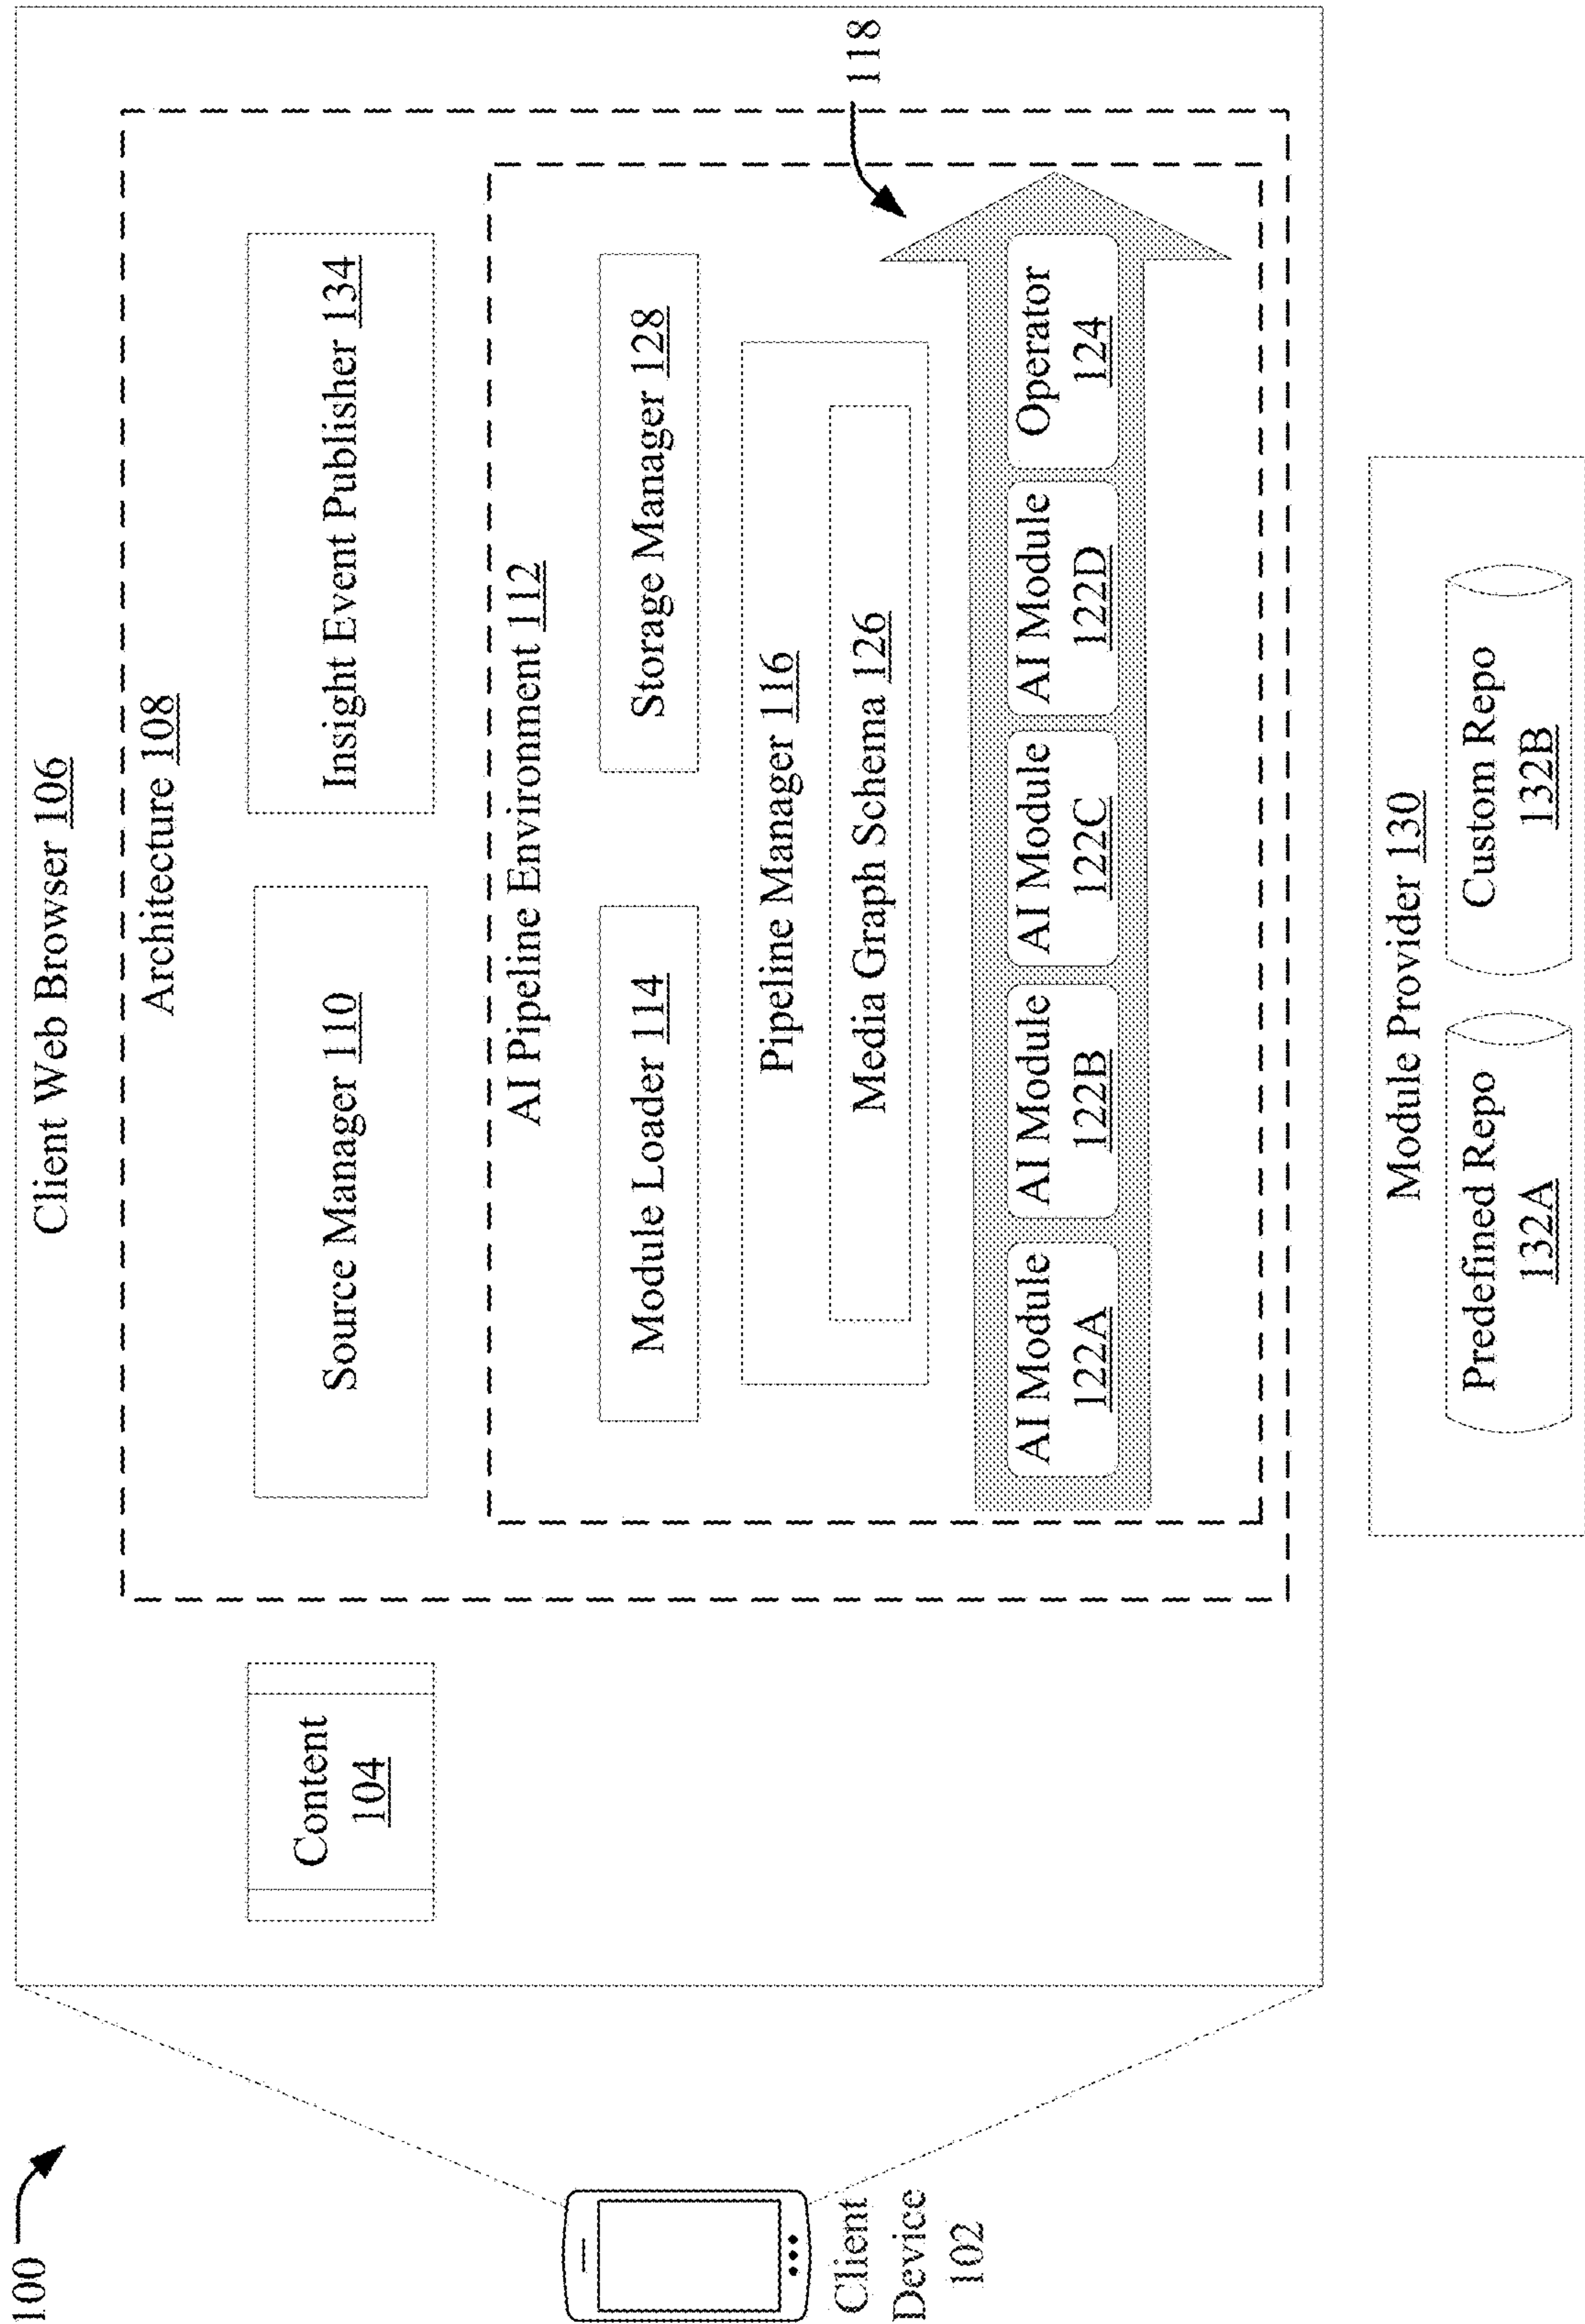 100
Client Web Browser 106
Architecture 108
Content
104
Source Manager 110
Insight Event Publisher 134
AI Pipeline Environment 112
Module Loader 114
Storage Manager 128
Pipeline Manager 116
Media Graph Schema 126
118
AI Module
122A
AI Module
122B
AI Module
122C
AI Module
122D
Operator
124
Client
Device
102
Module Provider 130
Predefined Repo
132A
Custom Repo
132B